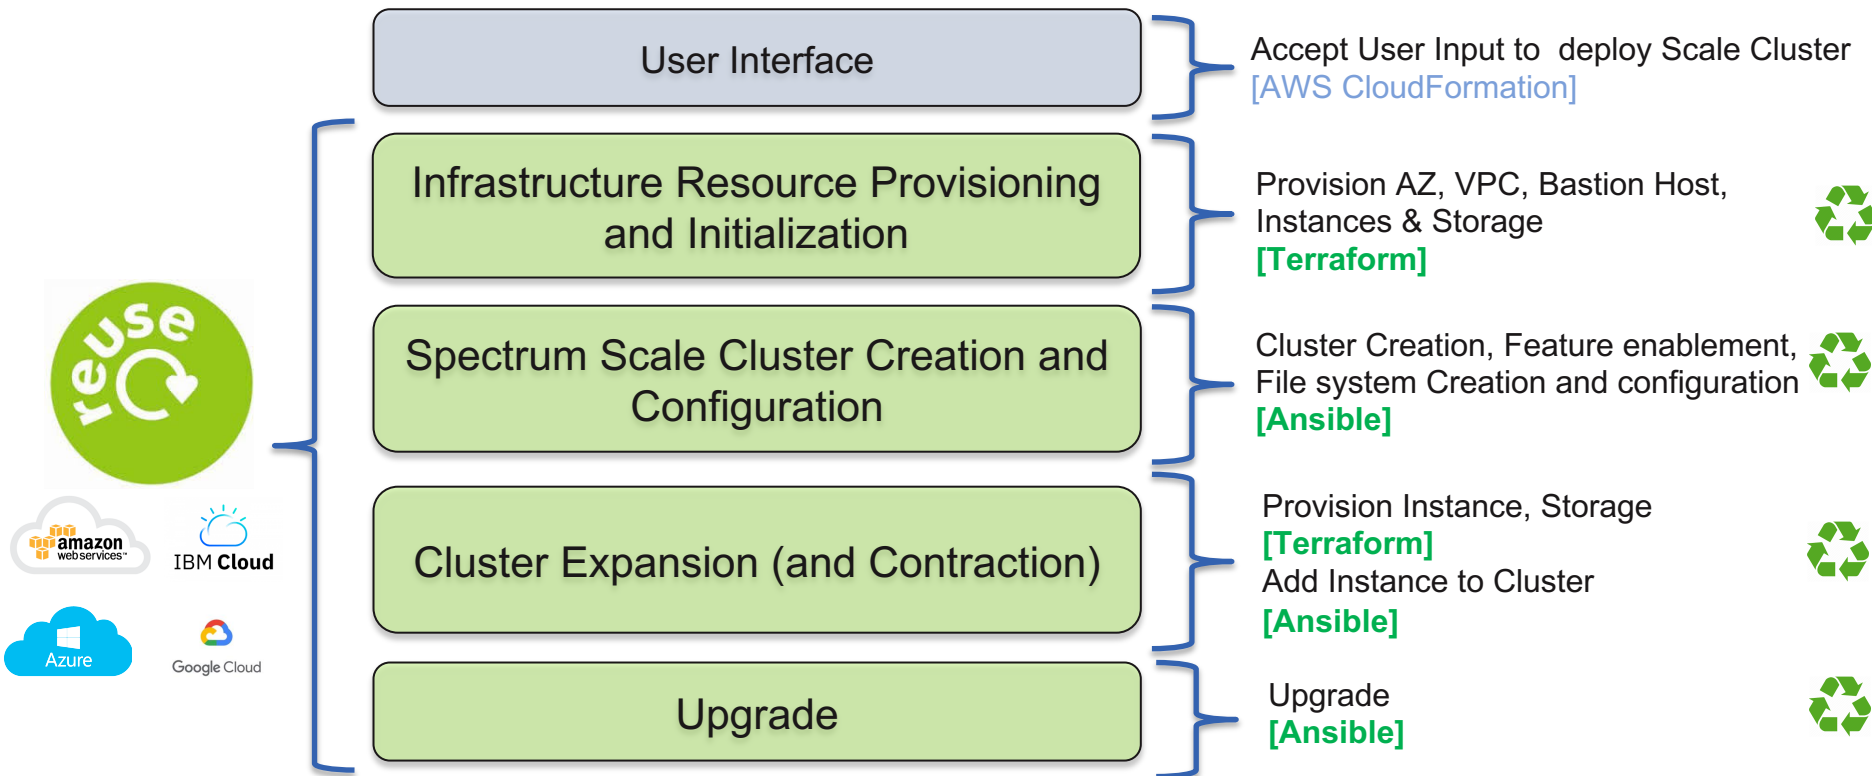 User Interface
Accept User Input to  deploy Scale Cluster
[AWS CloudFormation]
Infrastructure Resource Provisioning
and Initialization
Provision AZ, VPC, Bastion Host,
Instances & Storage
[Terraform]
reuse
Spectrum Scale Cluster Creation and
Configuration
Cluster Creation, Feature enablement,
File system Creation and configuration
[Ansible]
amazon
webservices™
IBM Cloud
Azure
Google Cloud
Cluster Expansion (and Contraction)
Provision Instance, Storage
[Terraform]
Add Instance to Cluster
[Ansible]
Upgrade
Upgrade
[Ansible]